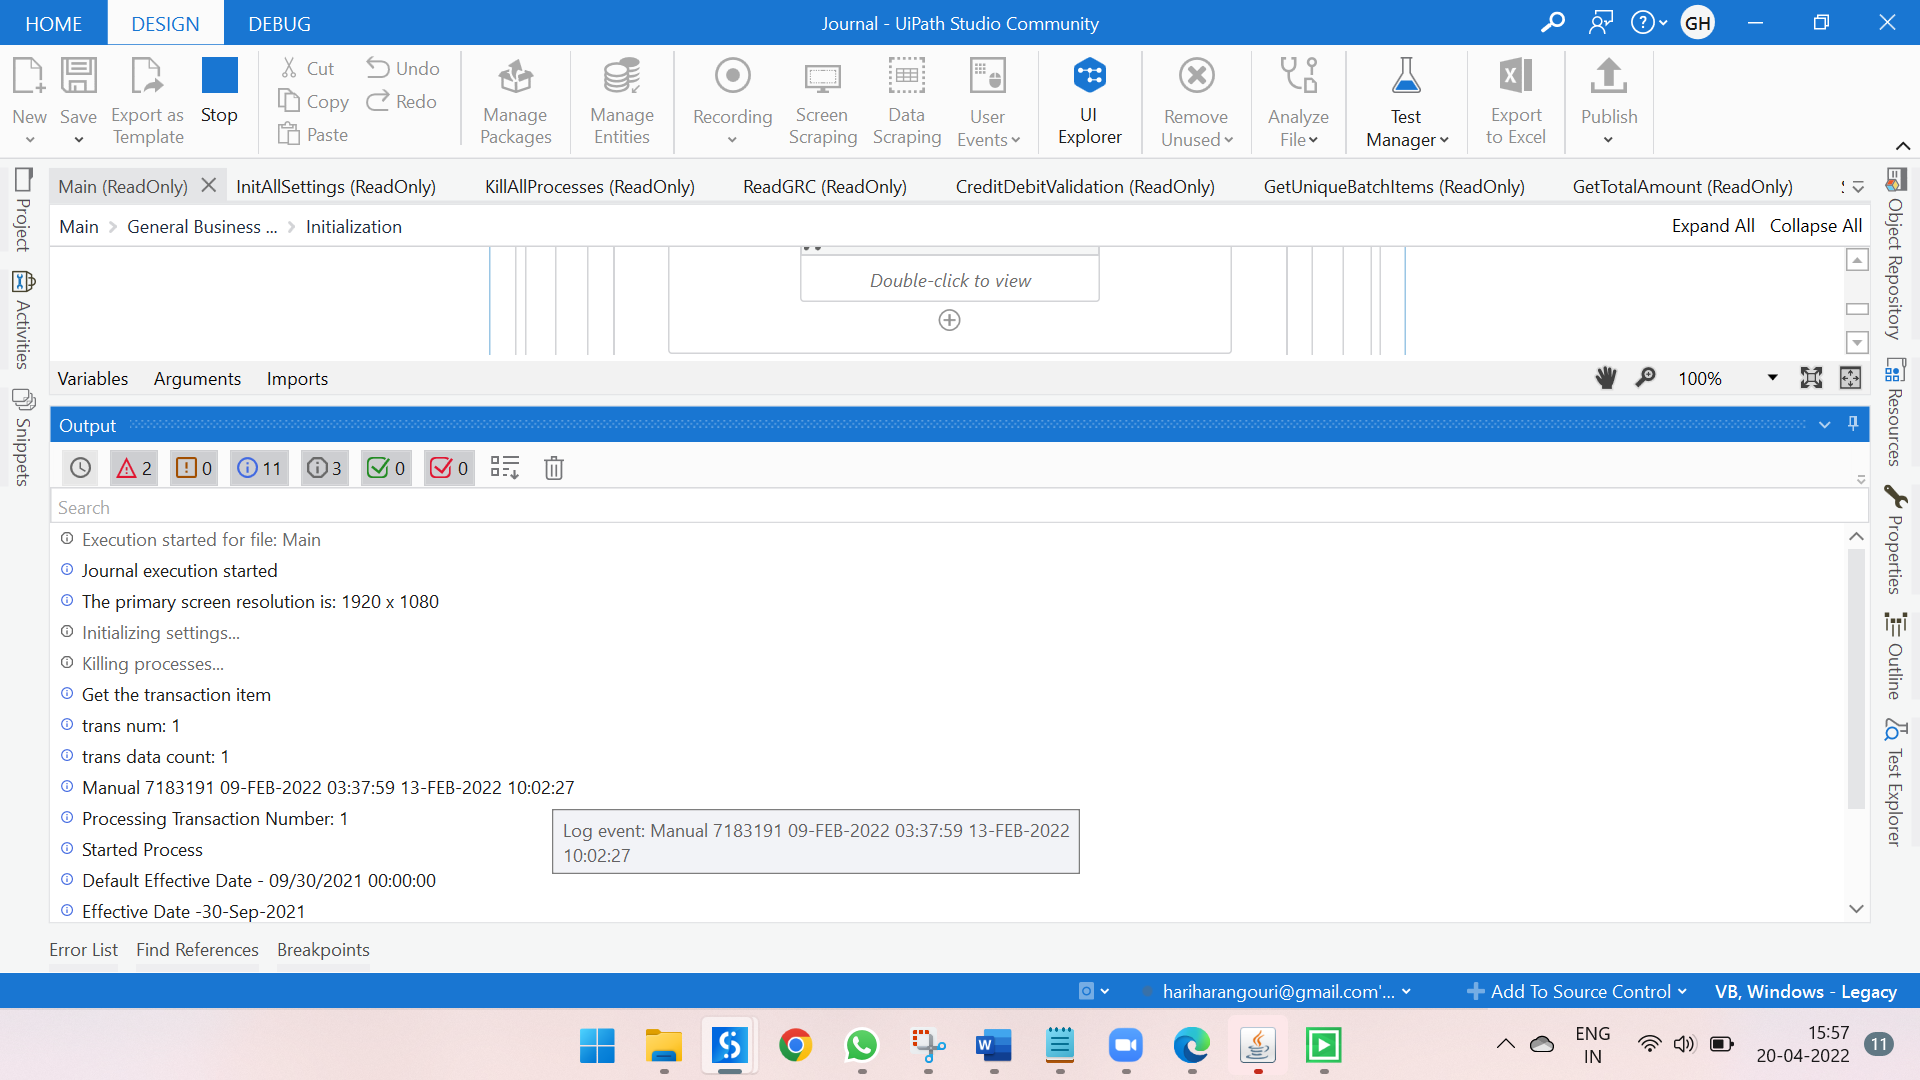 HOME DESIGN DEBUG Journal - UiPath Studio Community GH
New Save Export as Template Stop Cut Copy Paste Undo Redo Manage Packages Manage Entities Recording Screen Scraping Data Scraping User Events UI Explorer Remove Unused Analyze File Test Manager Export to Excel Publish
Main (ReadOnly) InitAllSettings (ReadOnly) KillAllProcesses (ReadOnly) ReadGRC (ReadOnly) CreditDebitValidation (ReadOnly) GetUniqueBatchItems (ReadOnly) GetTotalAmount (ReadOnly)
Main General Business ... Initialization Expand All Collapse All
Project
Activities
Snippets
Object Repository
Resources
Properties
Outline
Test Explorer
Double-click to view
Variables Arguments Imports 100%
Output
2 0 11 3 0 0
Search
Execution started for file: Main
Journal execution started
The primary screen resolution is: 1920 x 1080
Initializing settings...
Killing processes...
Get the transaction item
trans num: 1
trans data count: 1
Manual 7183191 09-FEB-2022 03:37:59 13-FEB-2022 10:02:27
Processing Transaction Number: 1
Log event: Manual 7183191 09-FEB-2022 03:37:59 13-FEB-2022
10:02:27
Started Process
Default Effective Date - 09/30/2021 00:00:00
Effective Date -30-Sep-2021
Error List Find References Breakpoints
hariharangouri@gmail.com'... Add To Source Control VB, Windows - Legacy
ENG
IN
15:57
20-04-2022
11